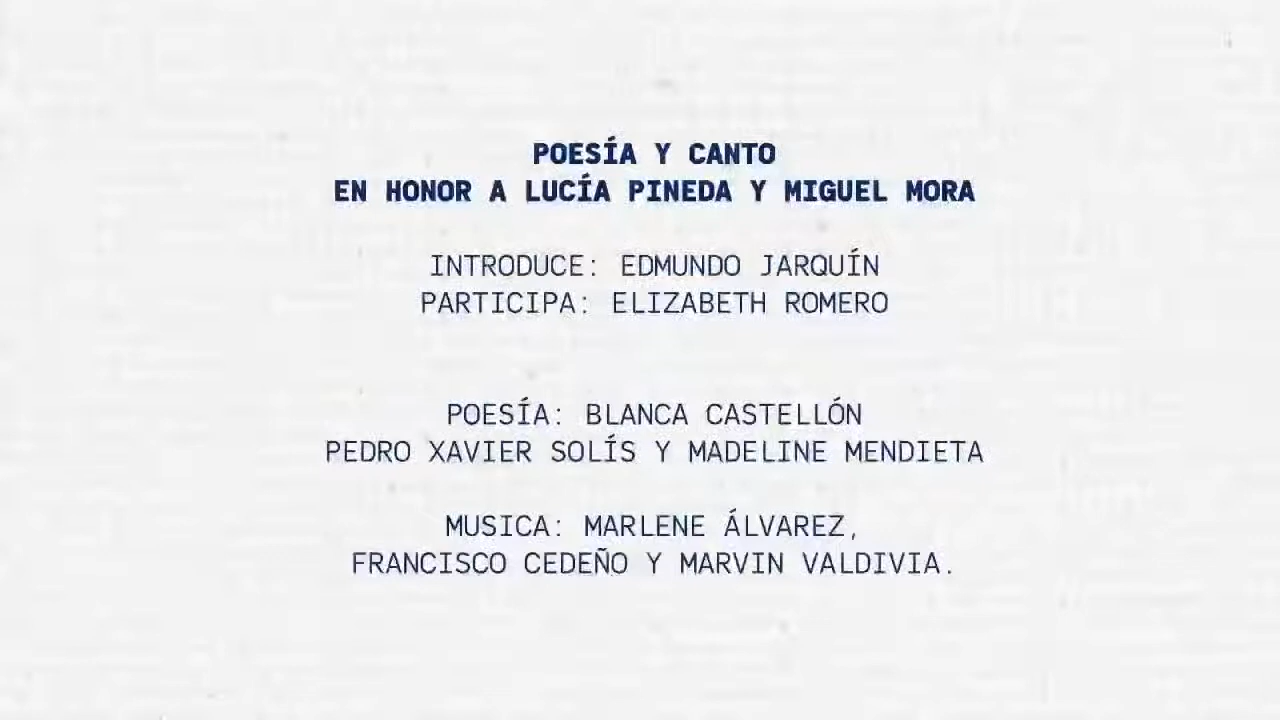 POESÍA Y CANTO
EN HONOR A LUCÍA PINEDA Y MIGUEL MORA
INTRODUCE: EDMUNDO JARQUÍN
PARTICIPA: ELIZABETH ROMERO
POESÍA: BLANCA CASTELLÓN
PEDRO XAVIER SOLÍS Y MADELINE MENDIETA
MUSICA: MARLENE ÁLVAREZ,
FRANCISCO CEDEÑO Y MARVIN VALDIVIA.